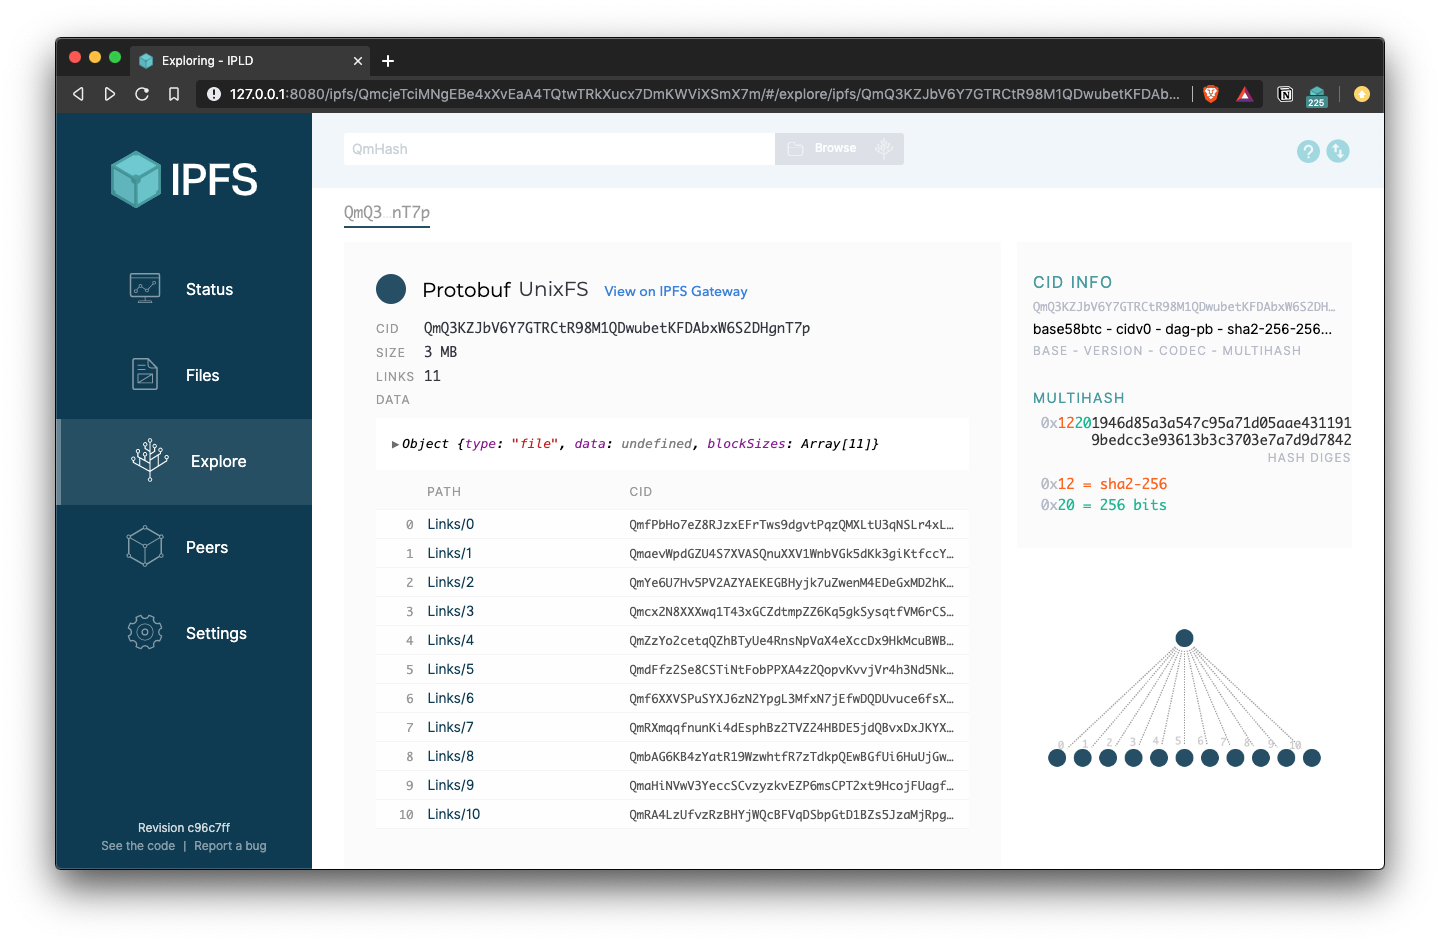 Exploring - IPLD
127.0.0.1:8080/ipfs/QmcjeTciMNgEBe4xXvEaA4TQtwTRkXucx7DmKWViXSmX7m/#/explore/ipfs/QmQ3KZJbV6Y7GTRCtR98M1QDwubetKFDAb...
225
IPFS
Status
Files
Explore
Peers
Settings
Revision c96c7ff
See the code | Report a bug
QmHash
Browse
QmQ3...nT7p
Protobuf UnixFS View on IPFS Gateway
CID QmQ3KZJbV6Y7GTRCtR98M1QDwubetKFDAbxW6S2DHgnT7p
SIZE 3 MB
LINKS 11
DATA
▶Object {type: "file", data: undefined, blockSizes: Array[11]}
PATH CID
0 Links/0 QmfPbHo7eZ8RJzxEFrTws9dgvtPqzQMXLtU3qNSLr4xL…
1 Links/1 QmaevWpdGZU4S7XVASQnuXXV1WnbVGk5dKk3giKtfccY…
2 Links/2 QmYe6U7Hv5PV2AZYAEKEGBHyjk7uZwenM4EDeGxMD2hK…
3 Links/3 Qmcx2N8XXXwq1T43xGCZdtmpZZ6Kq5gkSysqtfVM6rCS…
4 Links/4 QmZzYo2cetqQZhBTyUe4RnsNpVaX4eXccDx9HkMcuBWB…
5 Links/5 QmdFfz2Se8CSTiNtFobPPXA4z2QopvKvvjVr4h3Nd5Nk…
6 Links/6 Qmf6XXVSPuSYXJ6zN2YpgL3MfxN7jEfwDQDUvuce6fsX…
7 Links/7 QmRXmqqfnunKi4dEsphBz2TVZ24HBDE5jdQBvxDxJKYX…
8 Links/8 QmbAG6KB4zYatR19WzwhtfR7zTdkpQEwBGfUi6HuUjGw…
9 Links/9 QmaHiNVwV3YeccSCvzyzkvEZP6msCPT2xt9HcojFUagf…
10 Links/10 QmRA4LzUfvzRzBHYjWQcBFVqDSbpGtD1BZs5JzaMjRpg…
CID INFO
QmQ3KZJbV6Y7GTRCtR98M1QDwubetKFDAbxW6S2DH…
base58btc - cidv0 - dag-pb - sha2-256-256…
BASE - VERSION - CODEC - MULTIHASH
MULTIHASH
0x12201946d85a3a547c95a71d05aae431191
9bedcc3e93613b3c3703e7a7d9d7842
HASH DIGES
0x12 = sha2-256
0x20 = 256 bits
0 1 2 3 4 5 6 7 8 9 10